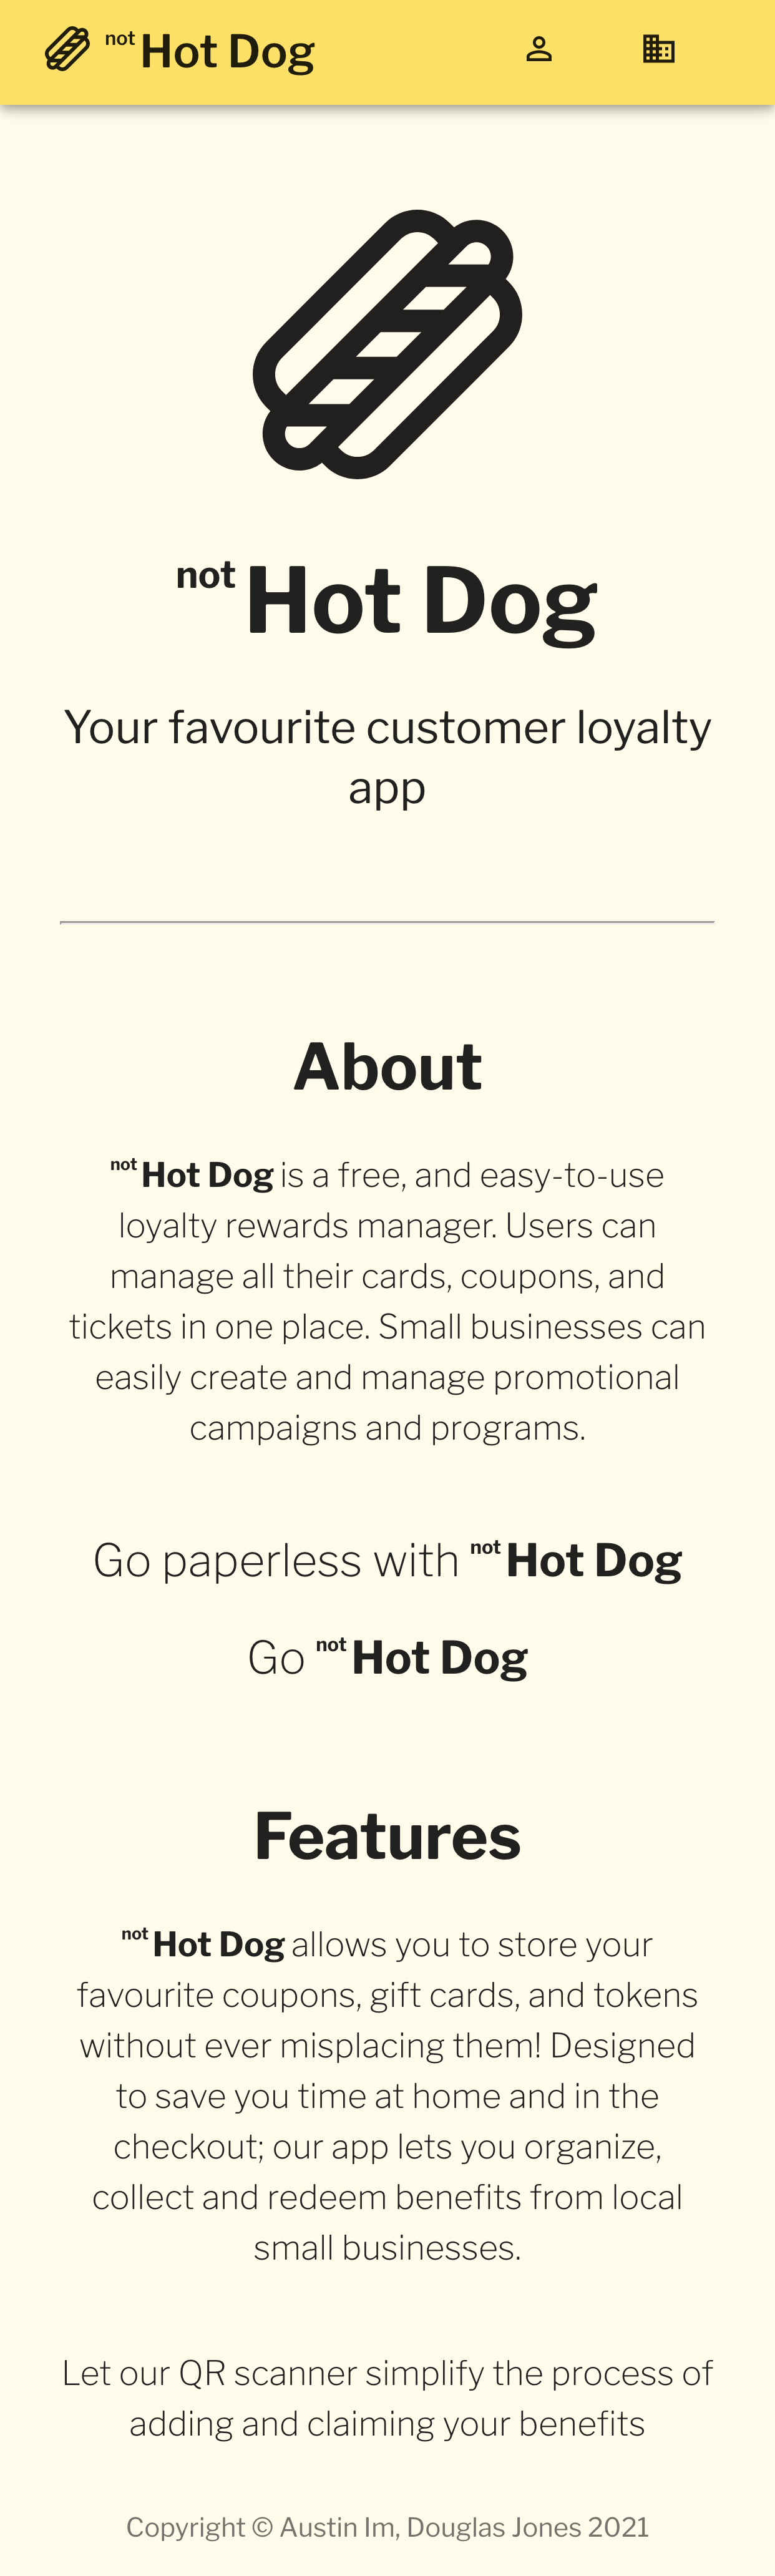 not Hot Dog
not Hot Dog
Your favourite customer loyalty
app
About
not Hot Dog is a free, and easy-to-use
loyalty rewards manager. Users can
manage all their cards, coupons, and
tickets in one place. Small businesses can
easily create and manage promotional
campaigns and programs.
Go paperless with not Hot Dog
Go not Hot Dog
Features
not Hot Dog allows you to store your
favourite coupons, gift cards, and tokens
without ever misplacing them! Designed
to save you time at home and in the
checkout; our app lets you organize,
collect and redeem benefits from local
small businesses.
Let our QR scanner simplify the process of
adding and claiming your benefits
Copyright © Austin Im, Douglas Jones 2021